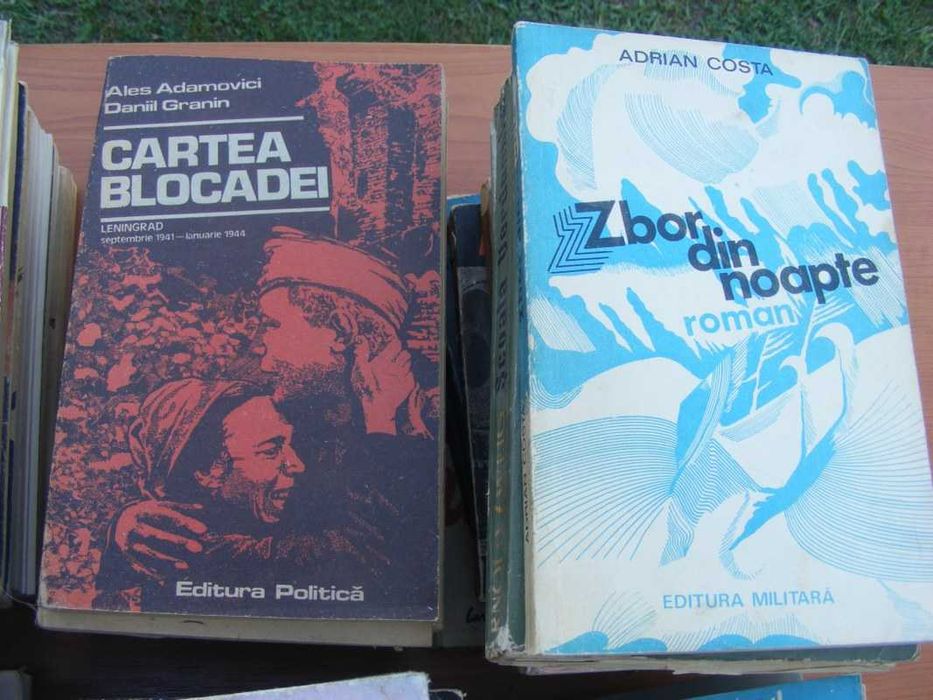 Ales Adamovici
Daniil Granin
CARTEA
BLOCADEI
LENINGRAD
septembrie 1941 – ianuarie 1944
Editura Politică
ADRIAN COSTA
Zbor
din
noapte
roman
EDITURA MILITARĂ